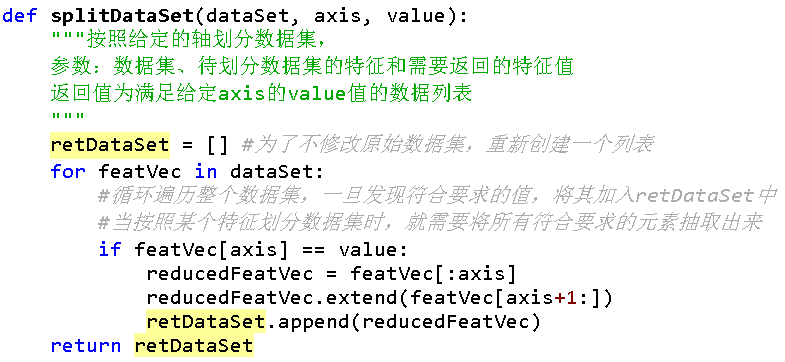 def splitDataSet(dataSet, axis, value):
    """按照给定的轴划分数据集，
    参数：数据集、待划分数据集的特征和需要返回的特征值
    返回值为满足给定axis的value值的数据列表
    """
    retDataSet = [] #为了不修改原始数据集，重新创建一个列表
    for featVec in dataSet:
        #循环遍历整个数据集，一旦发现符合要求的值，将其加入retDataSet中
        #当按照某个特征划分数据集时，就需要将所有符合要求的元素抽取出来
        if featVec[axis] == value:
            reducedFeatVec = featVec[:axis]
            reducedFeatVec.extend(featVec[axis+1:])
            retDataSet.append(reducedFeatVec)
    return retDataSet